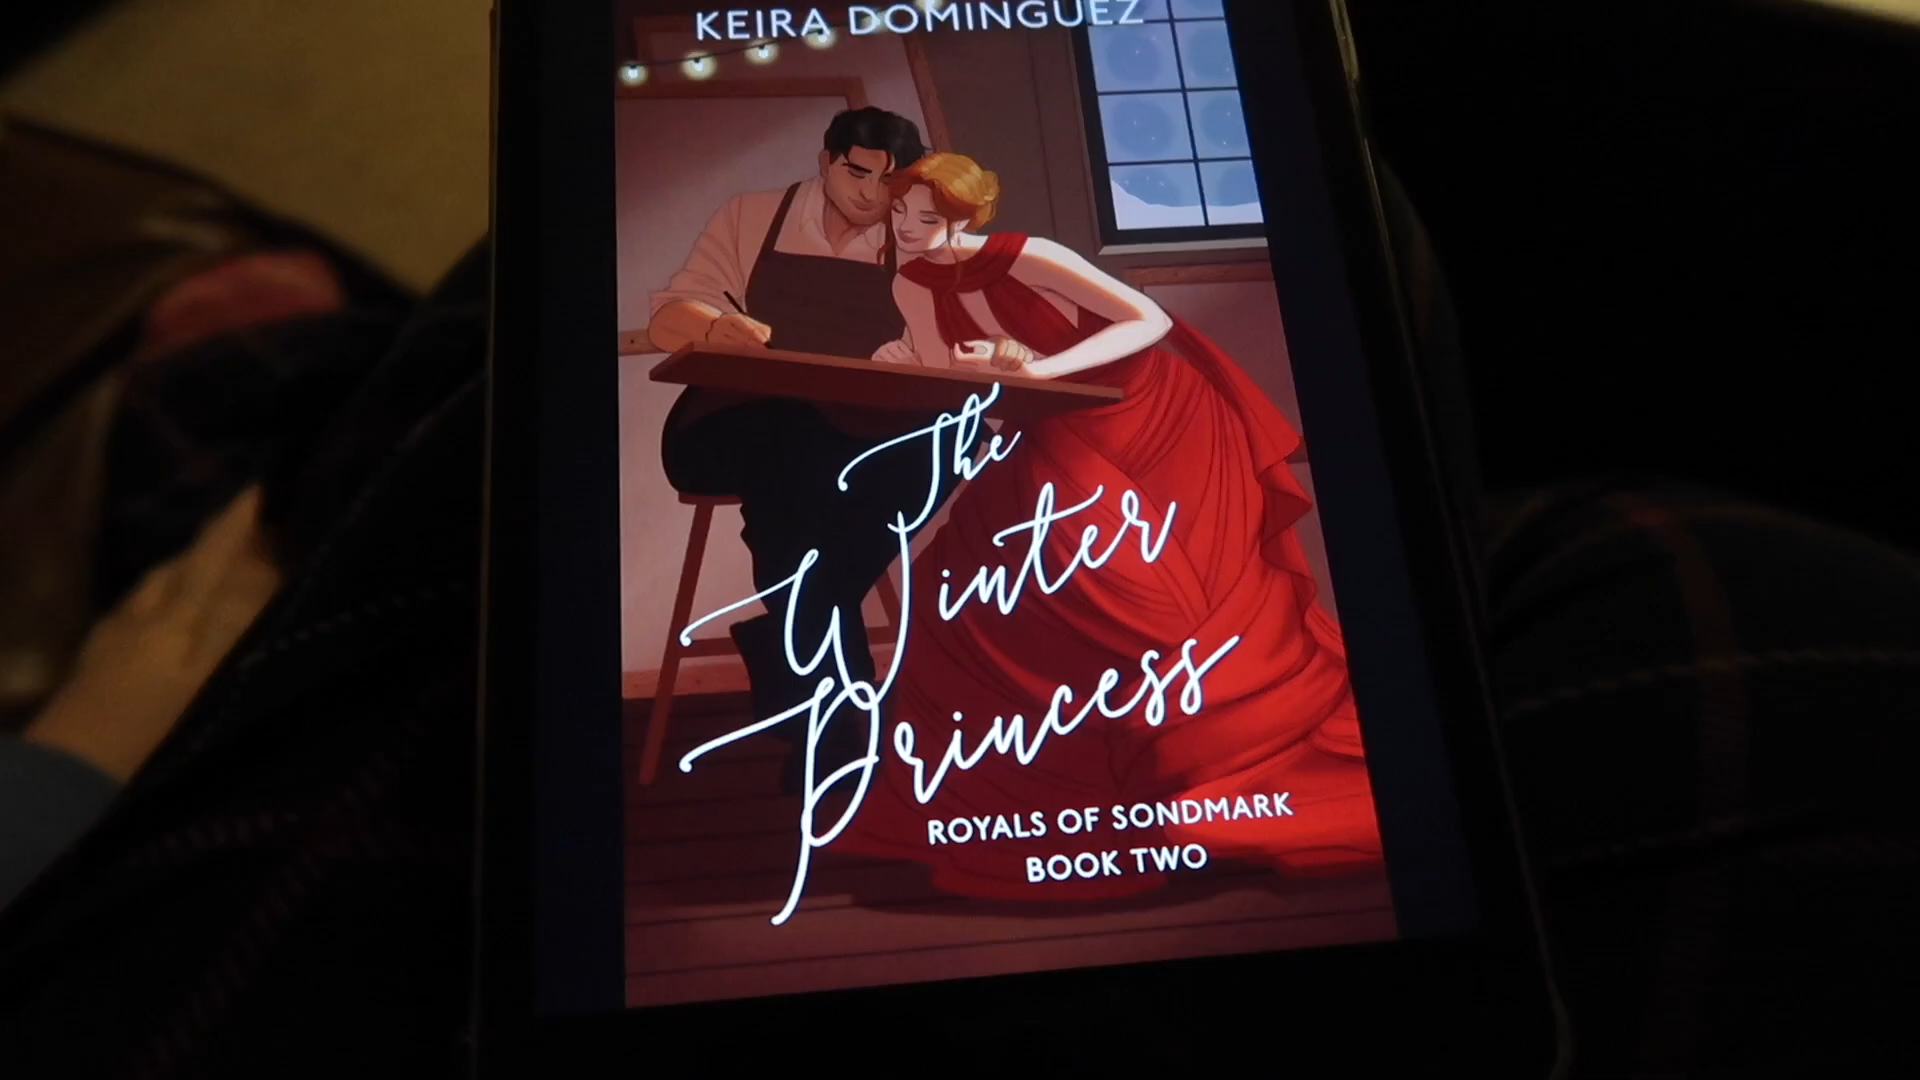 KEIRA DOMINGUEZ
The
Winter
Princess
ROYALS OF SONDMARK
BOOK TWO